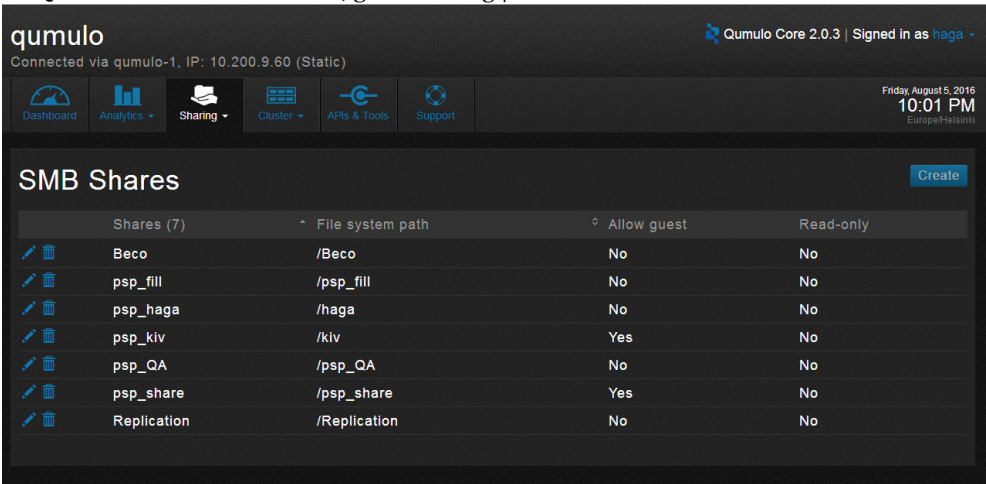 qumulo
Qumulo Core 2.0.3 | Signed in as haga
Connected via qumulo-1, IP: 10.200.9.60 (Static)
Dashboard Analytics Sharing Cluster APIs & Tools Support
Friday, August 5, 2016
10:01 PM
Europe/Helsinki
SMB Shares
Create
Shares (7) File system path Allow guest Read-only
Beco /Beco No No
psp_fill /psp_fill No No
psp_haga /haga No No
psp_kiv /kiv Yes No
psp_QA /psp_QA No No
psp_share /psp_share Yes No
Replication /Replication No No